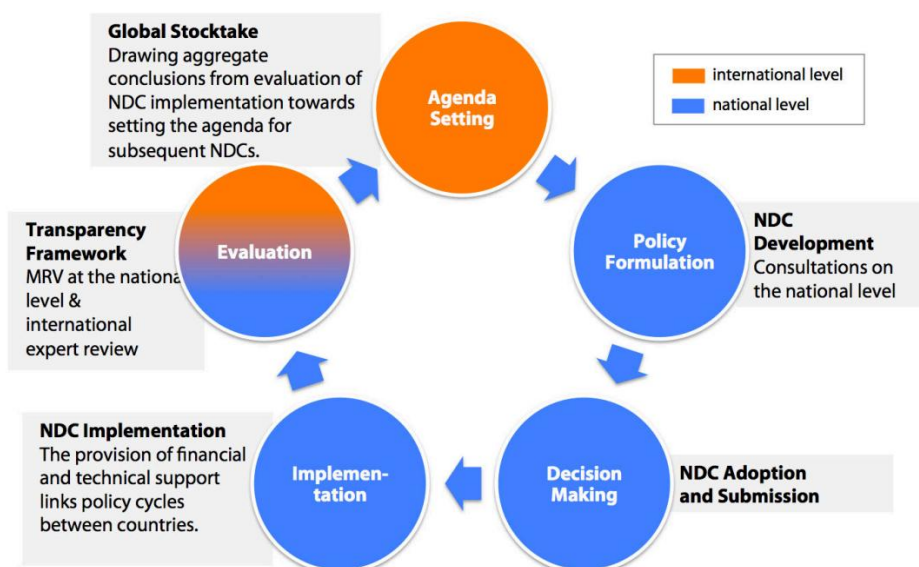 Global Stocktake
Drawing aggregate
conclusions from evaluation of
NDC implementation towards
setting the agenda for
subsequent NDCs.
Agenda
Setting
international level
national level
Transparency
Framework
MRV at the national
level &
international
expert review
Evaluation
Policy
Formulation
NDC
Development
Consultations on
the national level
NDC Implementation
The provision of financial
and technical support
links policy cycles
between countries.
Implemen-
tation
Decision
Making
NDC Adoption
and Submission